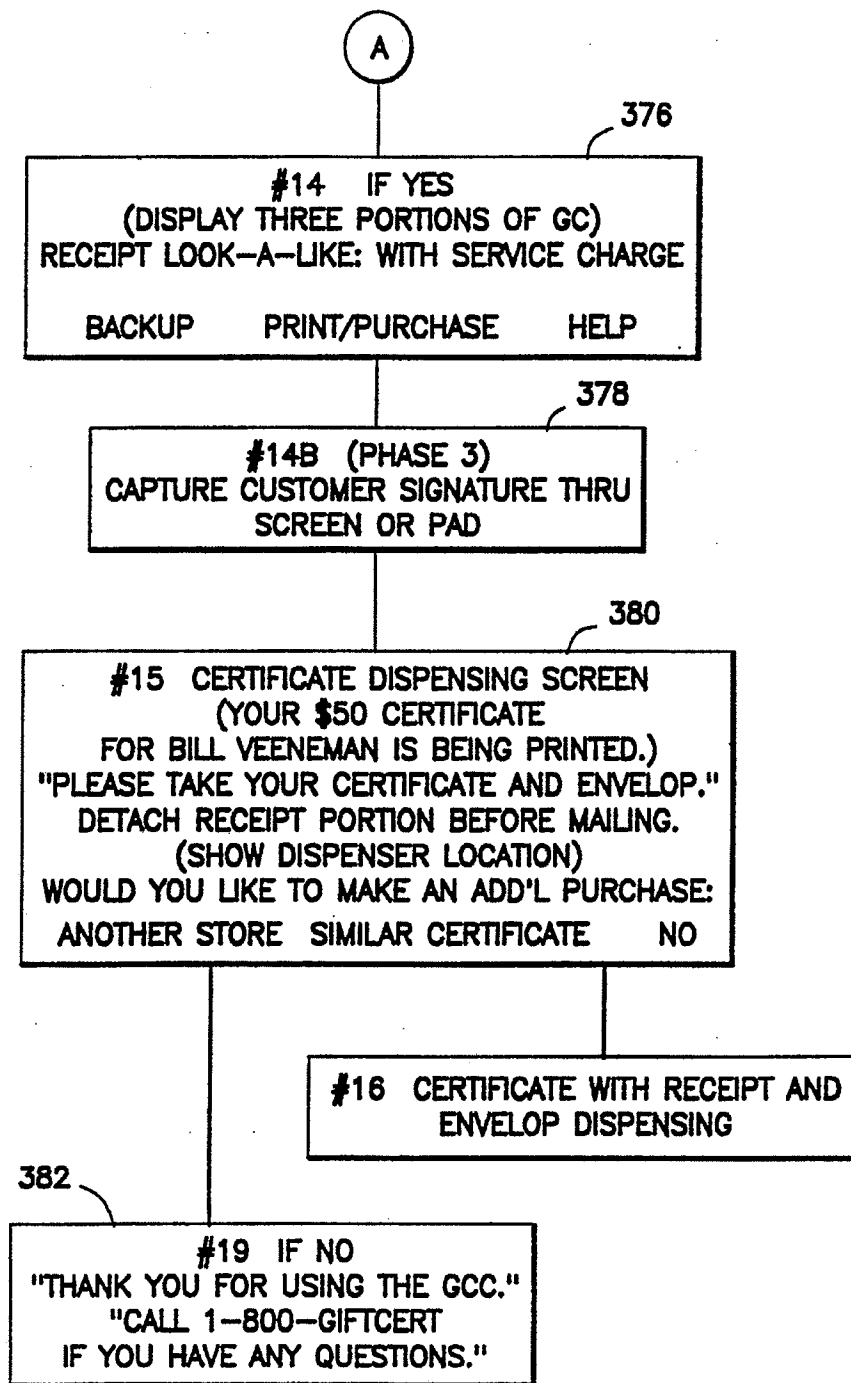 A
376
#14 IF YES
(DISPLAY THREE PORTIONS OF GC)
RECEIPT LOOK-A-LIKE: WITH SERVICE CHARGE
BACKUP PRINT/PURCHASE HELP
378
#14B (PHASE 3)
CAPTURE CUSTOMER SIGNATURE THRU
SCREEN OR PAD
380
#15 CERTIFICATE DISPENSING SCREEN
(YOUR $50 CERTIFICATE
FOR BILL VEENEMAN IS BEING PRINTED.)
"PLEASE TAKE YOUR CERTIFICATE AND ENVELOP."
DETACH RECEIPT PORTION BEFORE MAILING.
(SHOW DISPENSER LOCATION)
WOULD YOU LIKE TO MAKE AN ADD'L PURCHASE:
ANOTHER STORE SIMILAR CERTIFICATE NO
#16 CERTIFICATE WITH RECEIPT AND
ENVELOP DISPENSING
382
#19 IF NO
"THANK YOU FOR USING THE GCC."
"CALL 1-800-GIFTCERT
IF YOU HAVE ANY QUESTIONS."